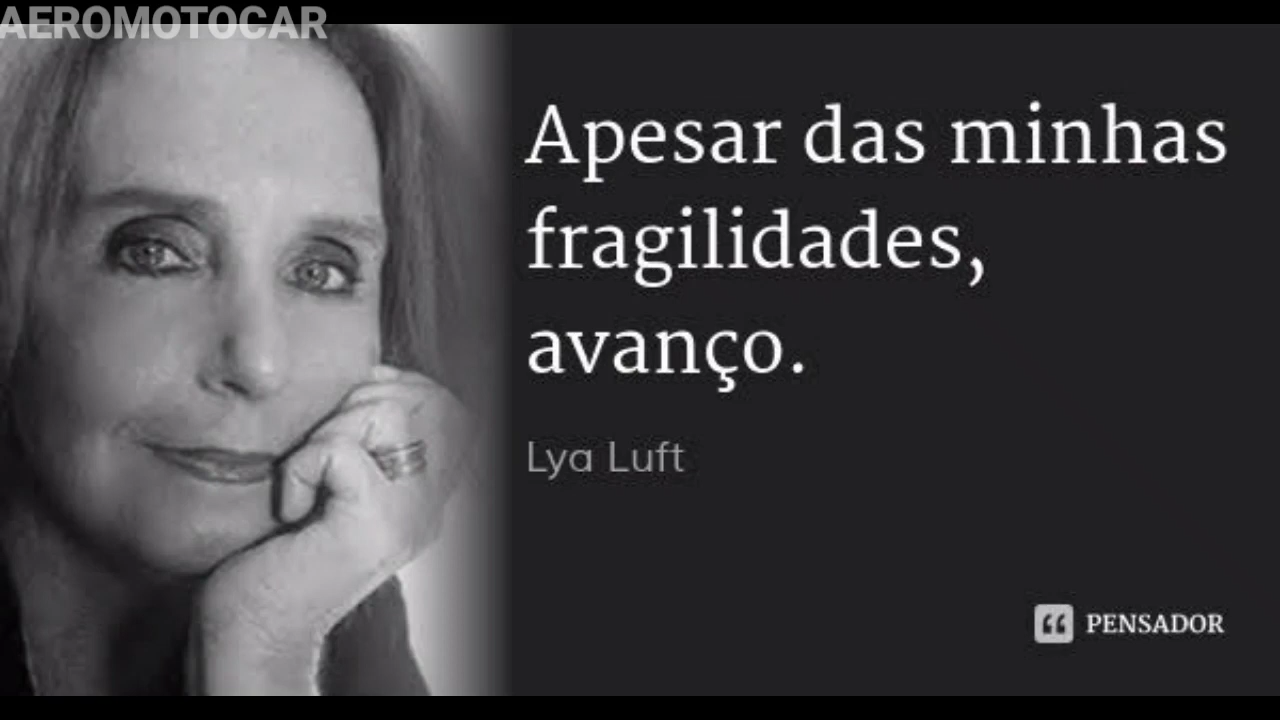 AEROMOTOCAR
Apesar das minhas
fragilidades,
avanço.
Lya Luft
PENSADOR